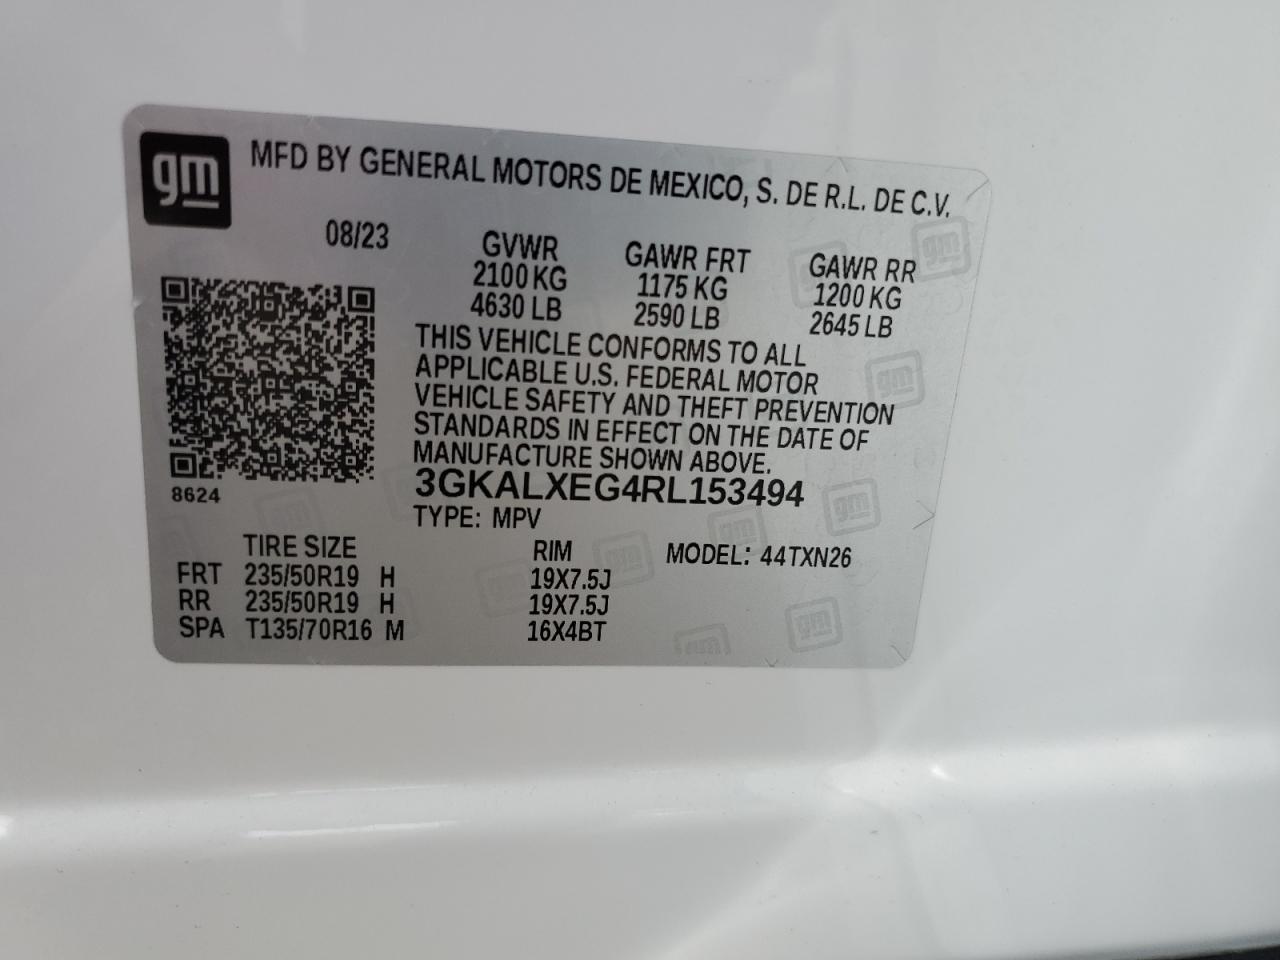 gm
MFD BY GENERAL MOTORS DE MEXICO, S. DE R.L. DE C.V.
08/23
GVWR GAWR FRT GAWR RR
2100 KG 1175 KG 1200 KG
4630 LB 2590 LB 2645 LB
THIS VEHICLE CONFORMS TO ALL
APPLICABLE U.S. FEDERAL MOTOR
VEHICLE SAFETY AND THEFT PREVENTION
STANDARDS IN EFFECT ON THE DATE OF
MANUFACTURE SHOWN ABOVE.
8624
3GKALXEG4RL153494
TYPE: MPV
TIRE SIZE RIM MODEL: 44TXN26
FRT 235/50R19 H 19X7.5J
RR 235/50R19 H 19X7.5J
SPA T135/70R16 M 16X4BT